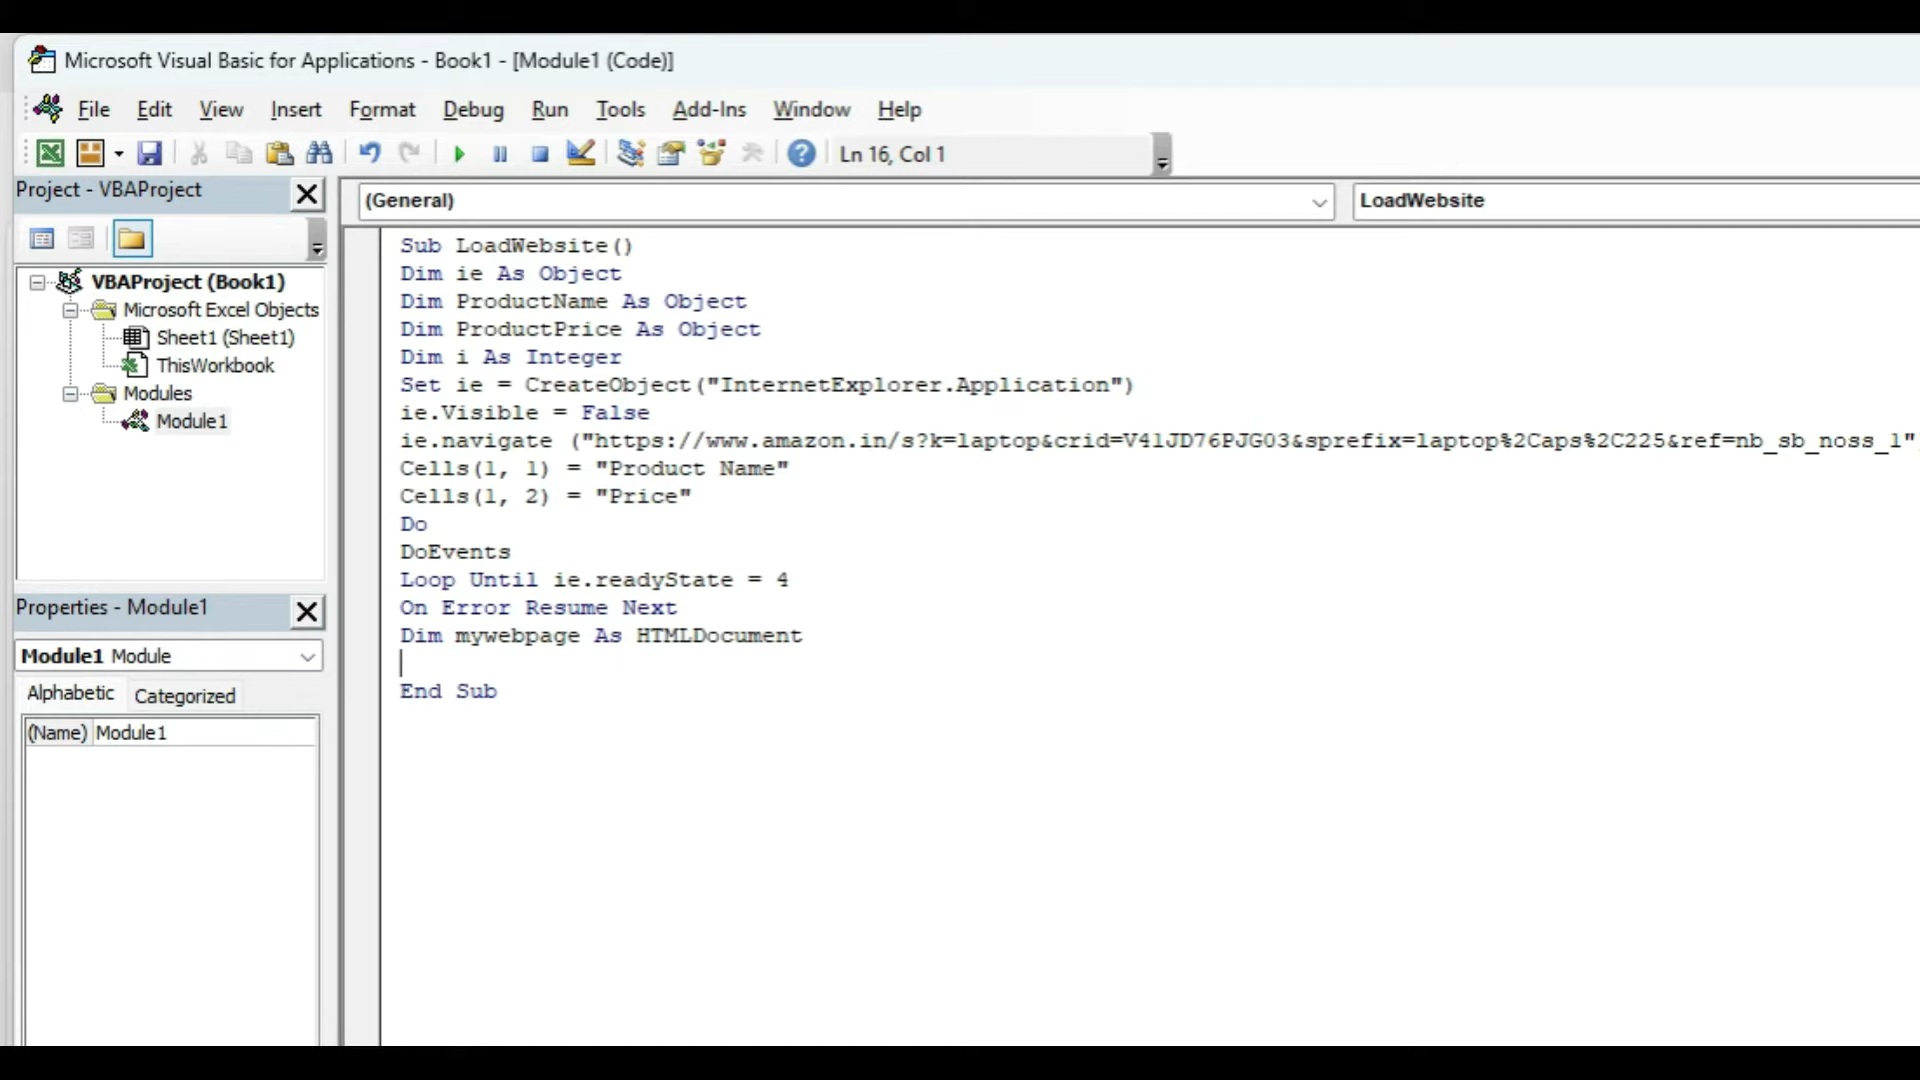 Microsoft Visual Basic for Applications - Book1 - [Module1 (Code)]
File Edit View Insert Format Debug Run Tools Add-Ins Window Help
Ln 16, Col 1
Project - VBAProject
VBAProject (Book1)
Microsoft Excel Objects
Sheet1 (Sheet1)
ThisWorkbook
Modules
Module1
Properties - Module1
Module1 Module
Alphabetic Categorized
(Name) Module1
(General) LoadWebsite
Sub LoadWebsite()
Dim ie As Object
Dim ProductName As Object
Dim ProductPrice As Object
Dim i As Integer
Set ie = CreateObject("InternetExplorer.Application")
ie.Visible = False
ie.navigate ("https://www.amazon.in/s?k=laptop&crid=V41JD76PJG03&sprefix=laptop%2Caps%2C225&ref=nb_sb_noss_1"
Cells(1, 1) = "Product Name"
Cells(1, 2) = "Price"
Do
DoEvents
Loop Until ie.readyState = 4
On Error Resume Next
Dim mywebpage As HTMLDocument
End Sub